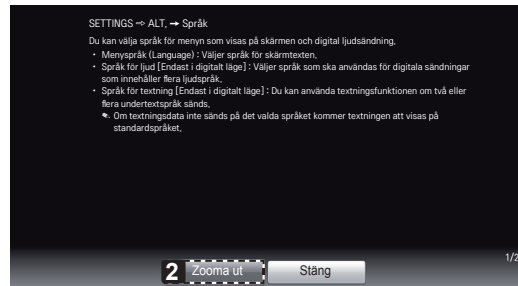 SETTINGS ⇨ ALT. → Språk
Du kan välja språk för menyn som visas på skärmen och digital ljudsändning.
• Menyspråk (Language) : Väljer språk för skärmtexten.
• Språk för ljud [Endast i digitalt läge] : Väljer språk som ska användas för digitala sändningar
som innehåller flera ljudspråk.
• Språk för textning [Endast i digitalt läge] : Du kan använda textningsfunktionen om två eller
flera undertextspråk sänds.
✎ Om textningsdata inte sänds på det valda språket kommer textningen att visas på
standardspråket.
1/2
2 Zooma ut
Stäng